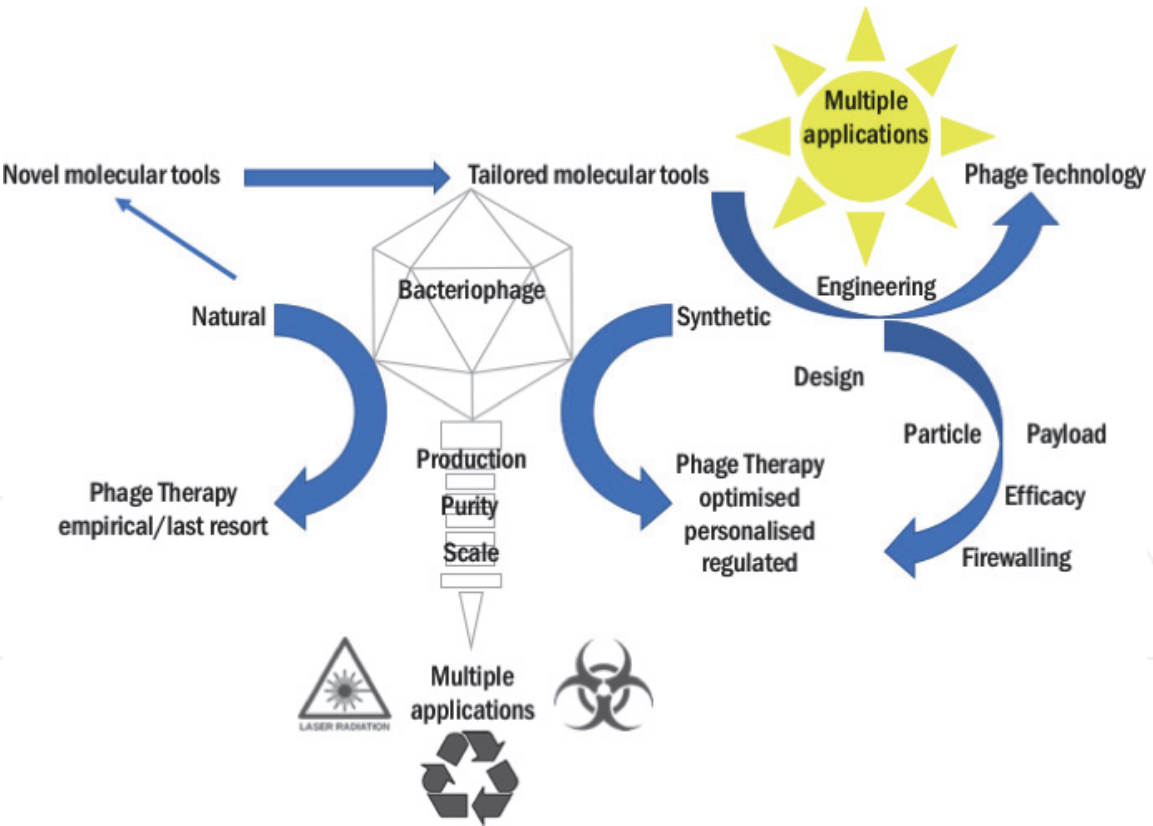 Multiple
applications
Novel molecular tools
Tailored molecular tools
Phage Technology
Bacteriophage
Engineering
Natural
Synthetic
Design
Particle
Payload
Production
Phage Therapy
optimised
personalised
regulated
Phage Therapy
empirical/last resort
Purity
Efficacy
Scale
Firewalling
Multiple
applications
LASER RADIATION